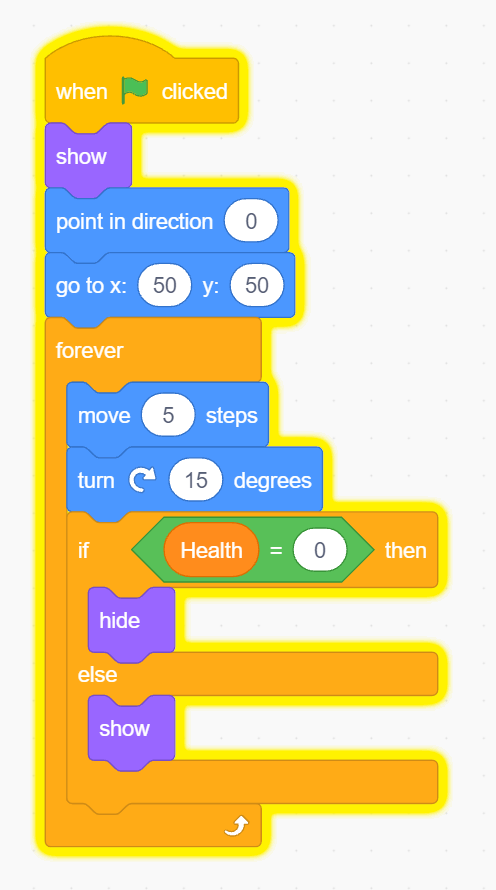 when clicked
show
point in direction 0
go to x: 50 y: 50
forever
move 5 steps
turn 15 degrees
if Health = 0 then
hide
else
show